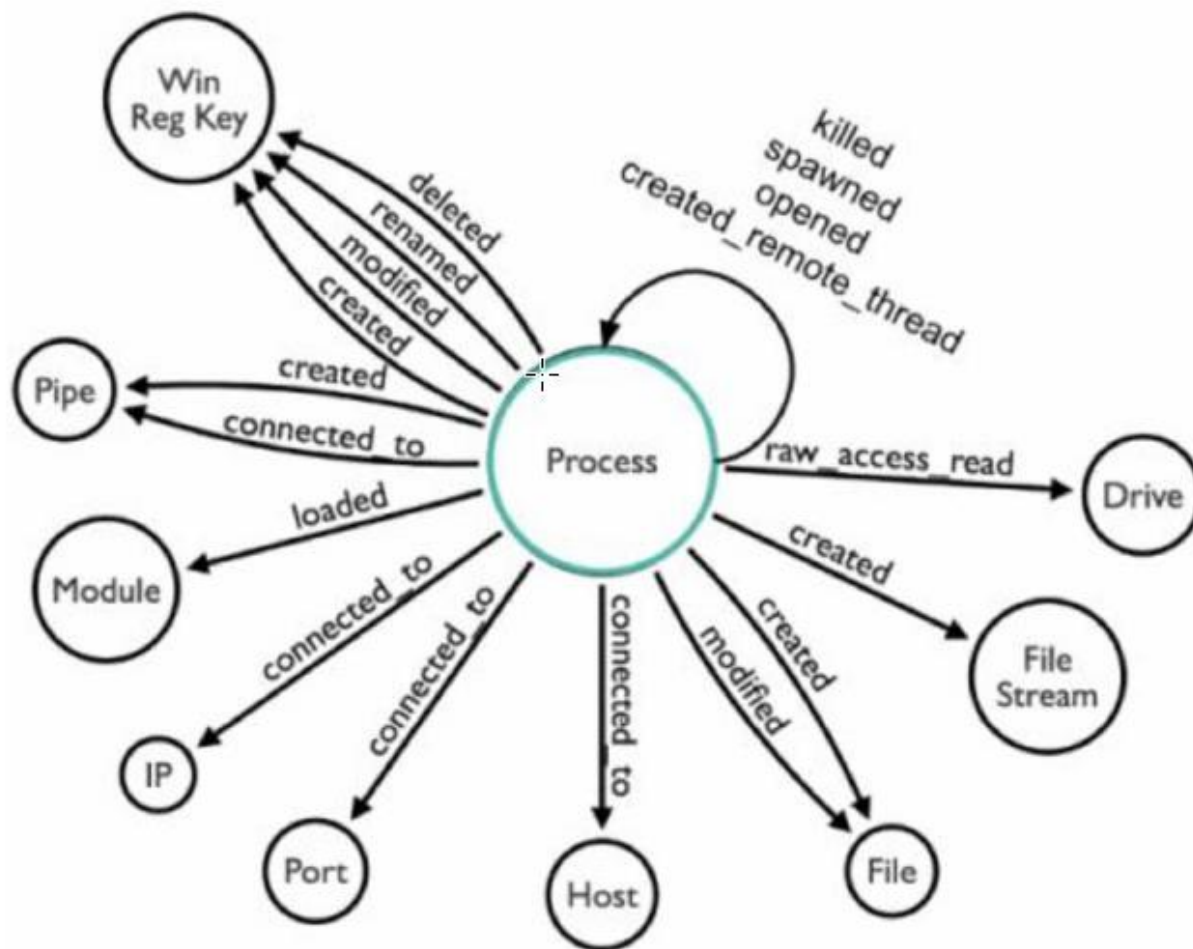 Win
Reg Key
killed
spawned
opened
created_remote_thread
deleted
renamed
modified
created
Pipe
created
connected_to
Process
raw_access_read
Drive
loaded
Module
connected_to
IP
connected_to
Port
connected_to
Host
modified
created
File
created
File
Stream